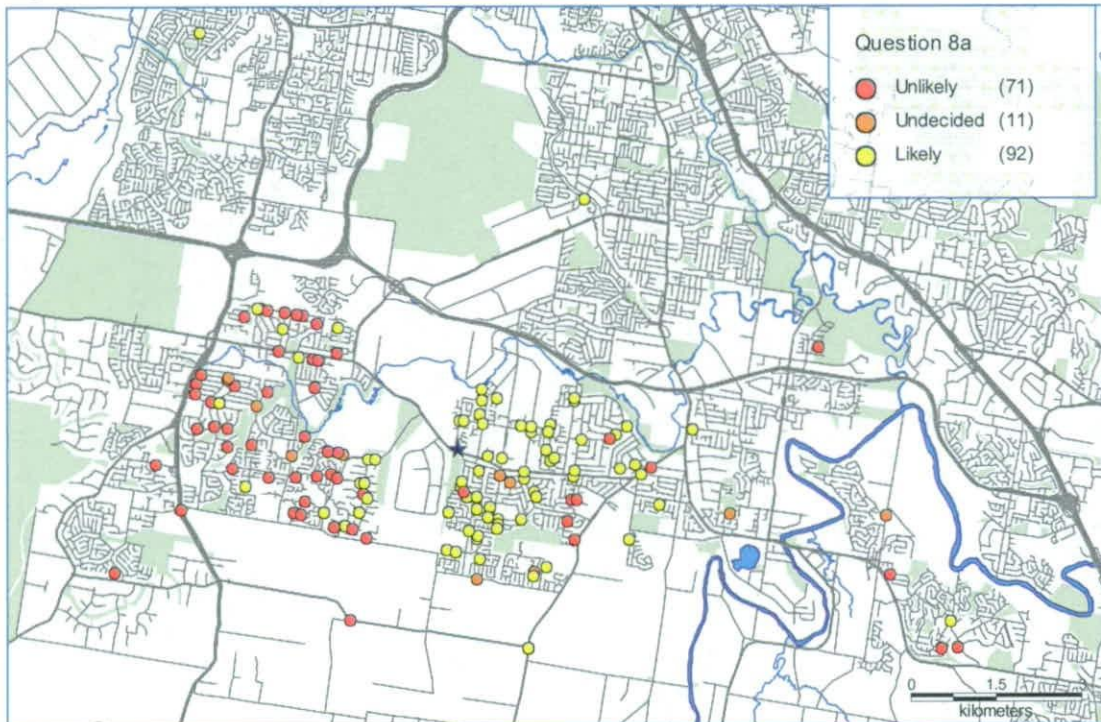 Question 8a
Unlikely (71)
Undecided (11)
Likely (92)
0 1.5
kilometers